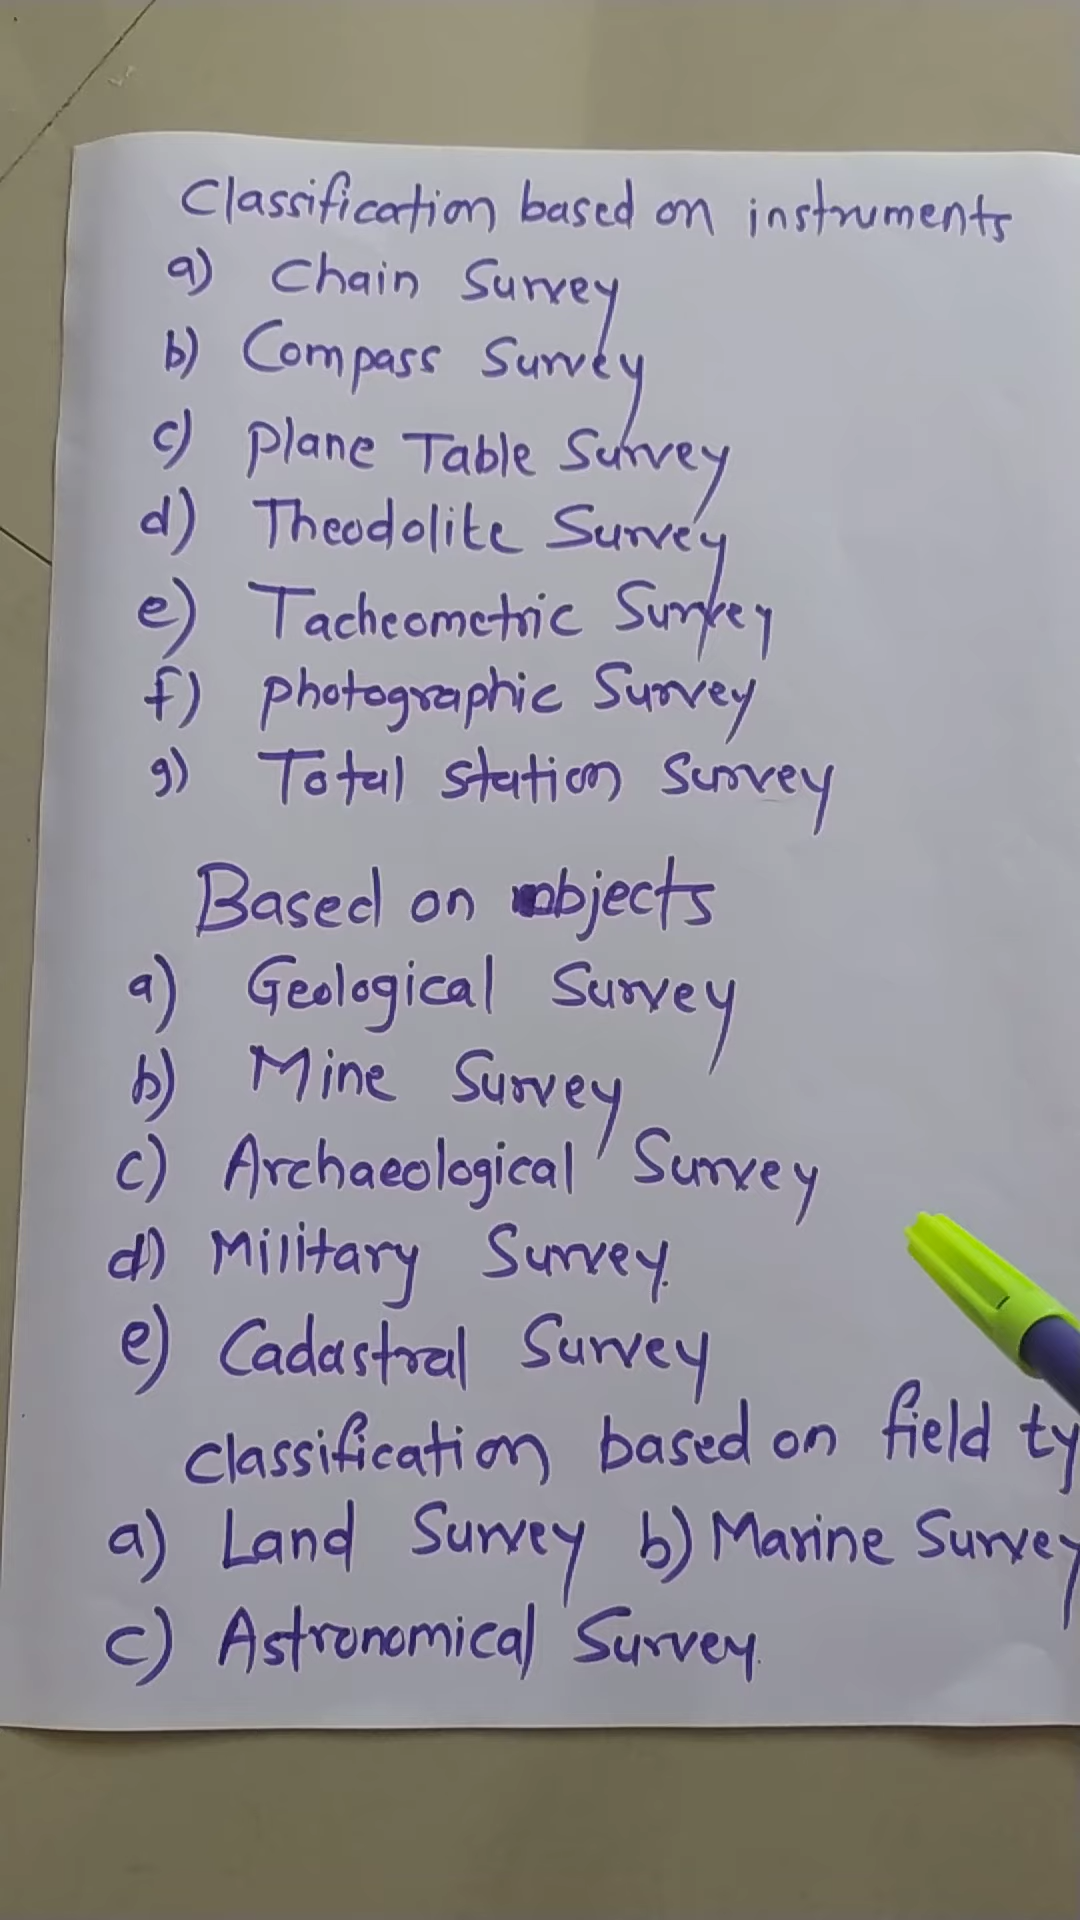 Classification based on instruments
a) Chain Survey
b) Compass Survey
c) Plane Table Survey
d) Theodolite Survey
e) Tacheometric Survey
f) Photographic Survey
g) Total station Survey
Based on objects
a) Geological Survey
b) Mine Survey
c) Archaeological Survey
d) Military Survey.
e) Cadastral Survey
classification based on field ty
a) Land Survey b) Marine Survey
c) Astronomical Survey.